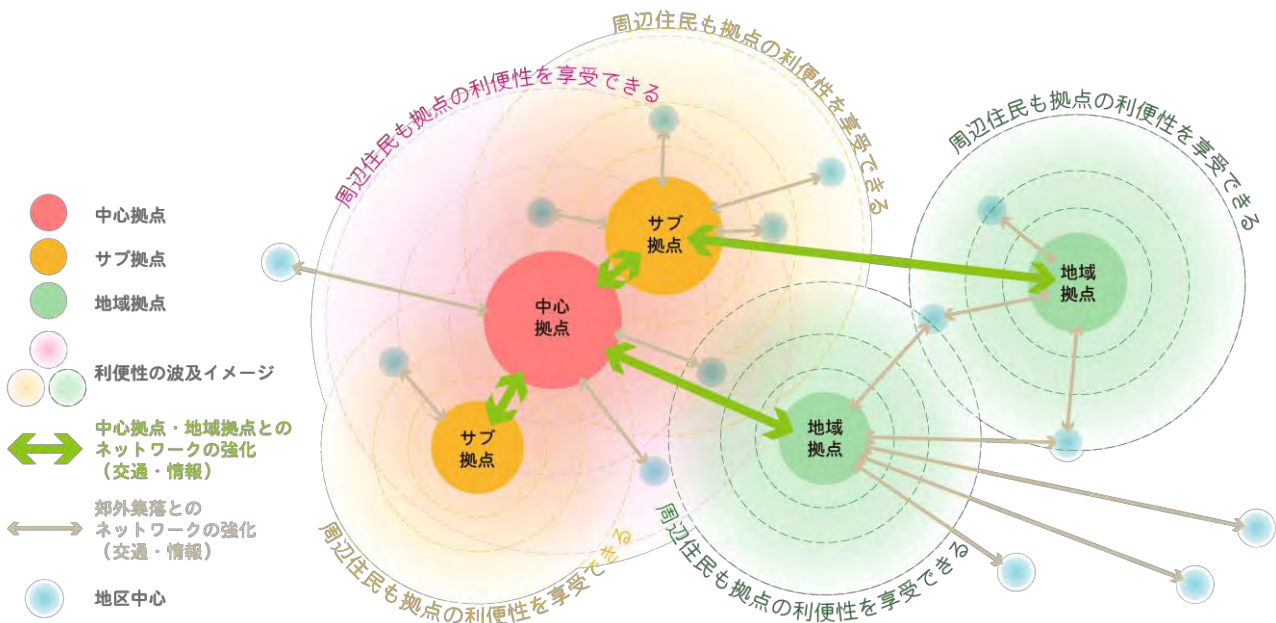 周辺住民も拠点の利便性を享受できる
周辺住民も拠点の利便性を享受できる
周辺住民も拠点の利便性を享受できる
中心拠点
サブ拠点
地域拠点
利便性の波及イメージ
中心拠点・地域拠点との
ネットワークの強化
（交通・情報）
郊外集落との
ネットワークの強化
（交通・情報）
地区中心
サブ
拠点
中心
拠点
地域
拠点
サブ
拠点
地域
拠点
周辺住民も拠点の利便性を享受できる
周辺住民も拠点の利便性を享受できる